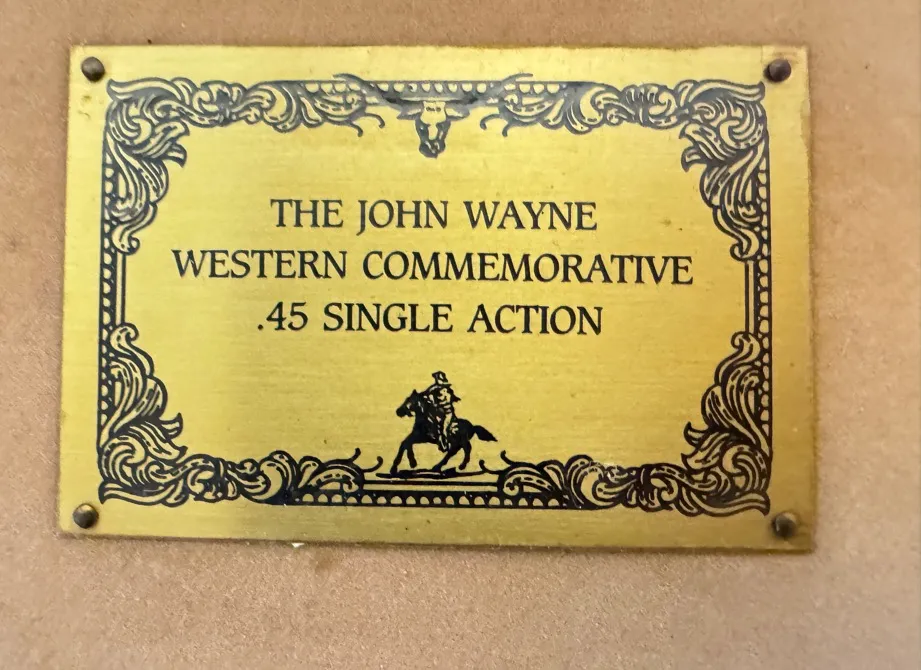 THE JOHN WAYNE
WESTERN COMMEMORATIVE
.45 SINGLE ACTION